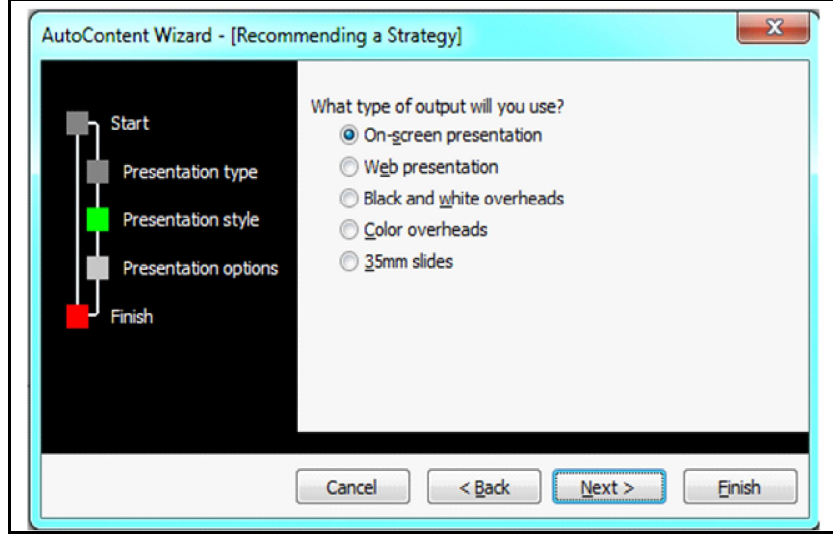 AutoContent Wizard - [Recommending a Strategy]
Start
Presentation type
Presentation style
Presentation options
Finish
What type of output will you use?
On-screen presentation
Web presentation
Black and white overheads
Color overheads
35mm slides
Cancel
< Back
Next >
Finish